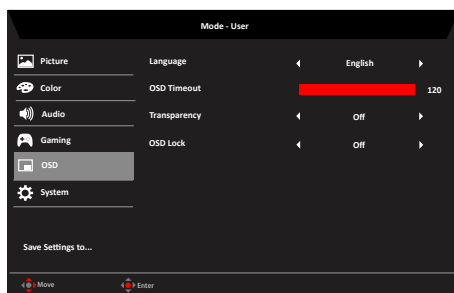 Mode - User
Picture
Language
English
Color
OSD Timeout
120
Audio
Transparency
Off
Gaming
OSD Lock
Off
OSD
System
Save Settings to...
Move
Enter